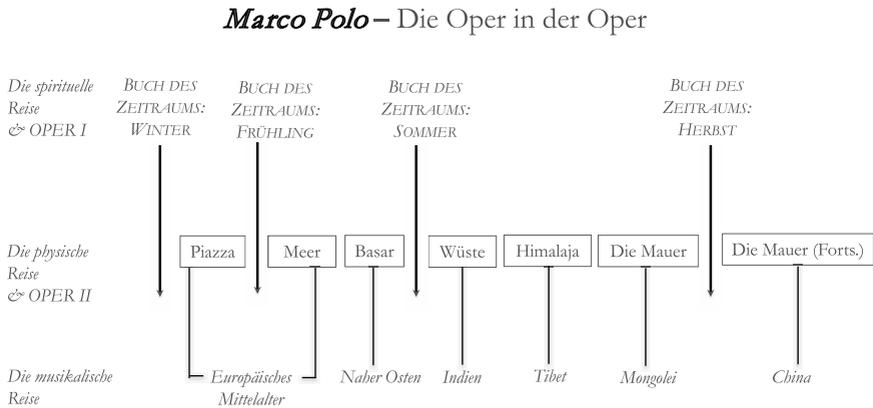 Marco Polo – Die Oper in der Oper
Die spirituelle
Reise
& OPER I
BUCH DES
ZEITRAUMS:
WINTER
BUCH DES
ZEITRAUMS:
FRÜHLING
BUCH DES
ZEITRAUMS:
SOMMER
BUCH DES
ZEITRAUMS:
HERBST
Die physische
Reise
& OPER II
Piazza
Meer
Basar
Wüste
Himalaja
Die Mauer
Die Mauer (Forts.)
Die musikalische
Reise
Europäisches
Mittelalter
Naher Osten
Indien
Tibet
Mongolei
China